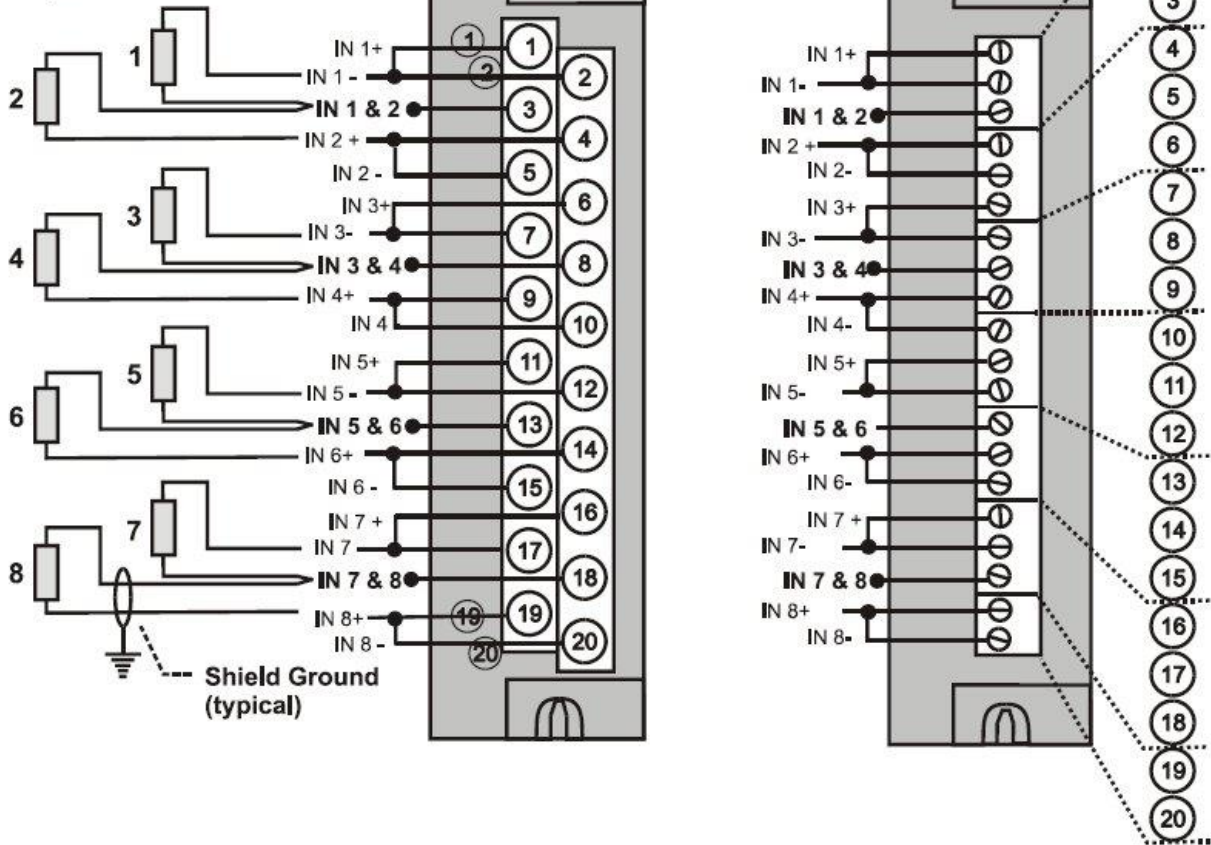 1
2
3
4
5
6
7
8
IN 1+
IN 1 -
IN 1 & 2
IN 2 +
IN 2 -
IN 3+
IN 3-
IN 3 & 4
IN 4+
IN 4
IN 5+
IN 5 -
IN 5 & 6
IN 6+
IN 6 -
IN 7 +
IN 7 -
IN 7 & 8
IN 8+
IN 8 -
1
2
19
20
1
2
3
4
5
6
7
8
9
10
11
12
13
14
15
16
17
18
19
20
Shield Ground
(typical)
IN 1+
IN 1-
IN 1 & 2
IN 2 +
IN 2-
IN 3+
IN 3-
IN 3 & 4
IN 4+
IN 4-
IN 5+
IN 5-
IN 5 & 6
IN 6+
IN 6-
IN 7 +
IN 7-
IN 7 & 8
IN 8+
IN 8-
3
4
5
6
7
8
9
10
11
12
13
14
15
16
17
18
19
20